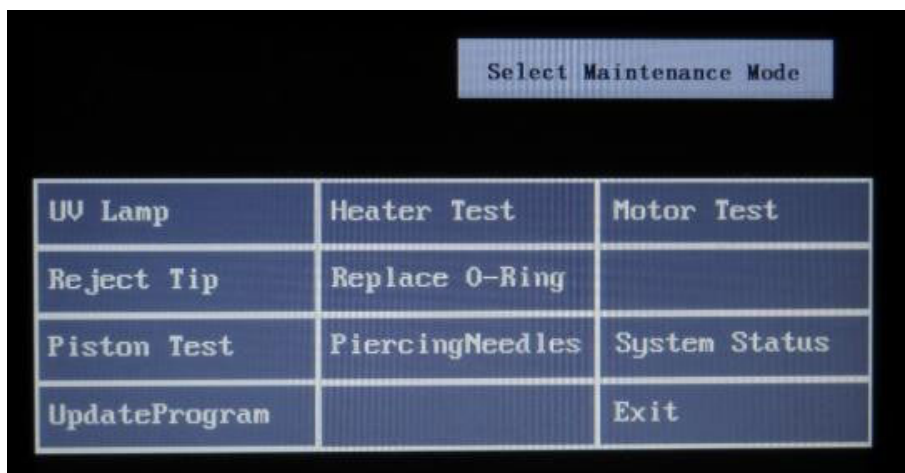 Select Maintenance Mode
UV Lamp Heater Test Motor Test
Reject Tip Replace O-Ring
Piston Test PiercingNeedles System Status
UpdateProgram Exit